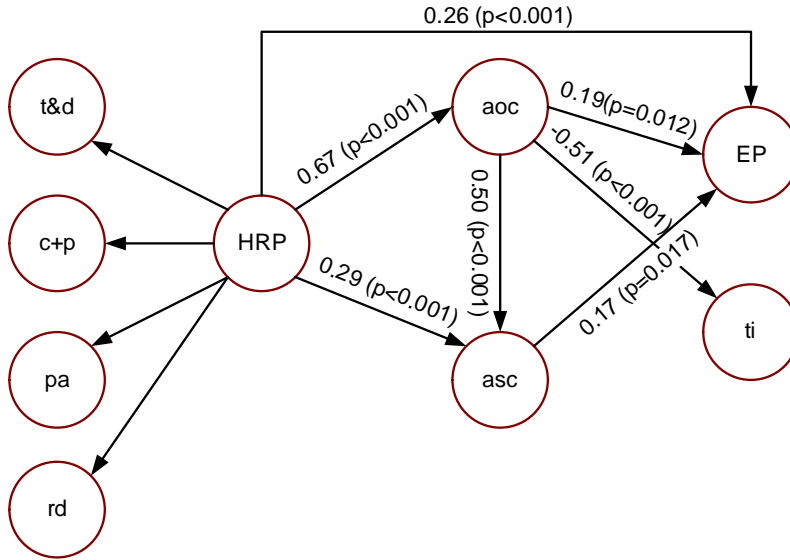 0.26 (p<0.001)
t&d
aoc
0.19(p=0.012)
EP
0.67 (p<0.001)
-0.51 (p<0.001)
c+p
HRP
0.50 (p<0.001)
0.29 (p<0.001)
0.17 (p=0.017)
pa
asc
ti
rd